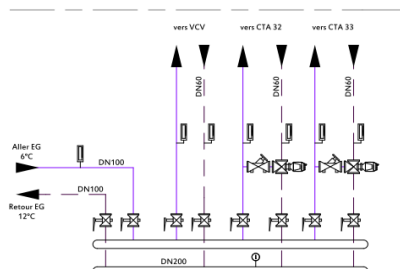 vers VCV
vers CTA 32
vers CTA 33
DN60
DN60
DN60
Aller EG
6°C
DN100
DN100
Retour EG
12°C
DN200